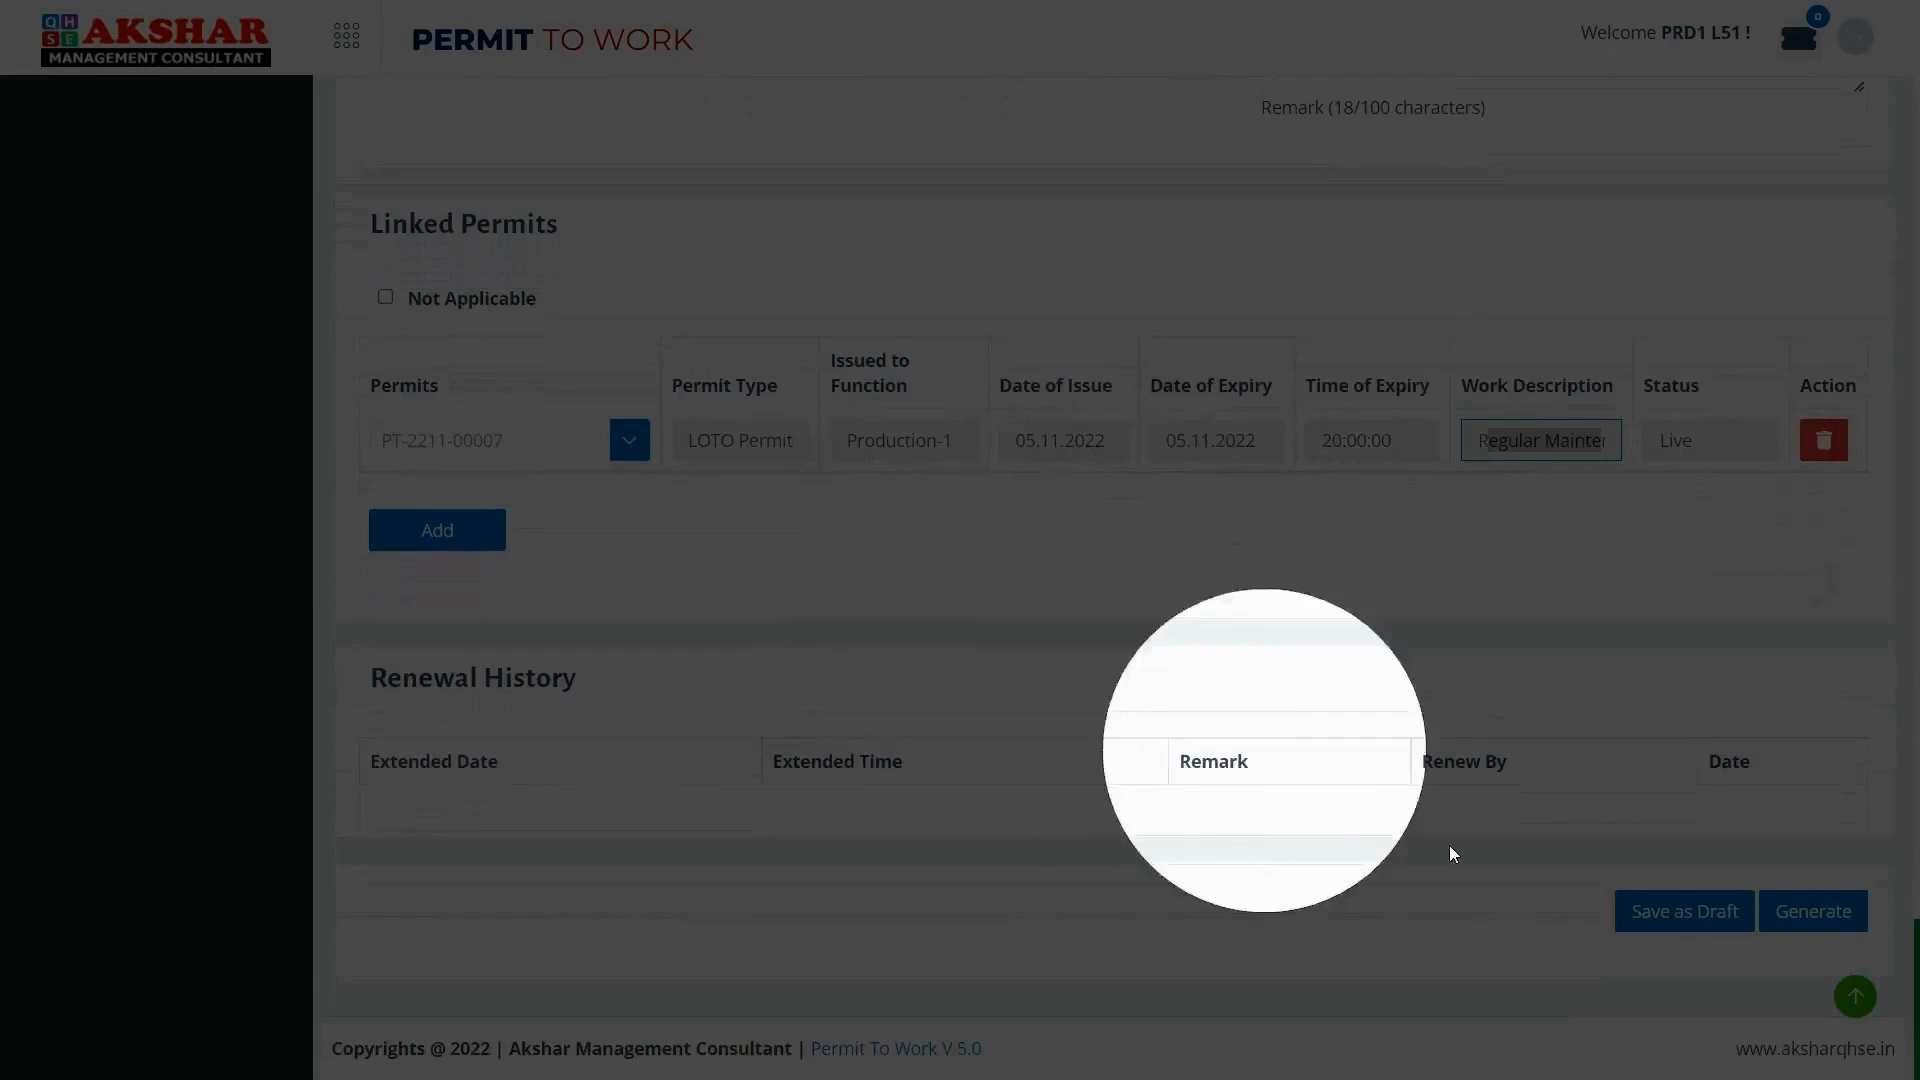 QH
SE AKSHAR
MANAGEMENT CONSULTANT
PERMIT TO WORK
Welcome PRD1 L51 !
0
Remark (18/100 characters)
Linked Permits
Not Applicable
Permits Permit Type Issued to Function Date of Issue Date of Expiry Time of Expiry Work Description Status Action
PT-2211-00007 LOTO Permit Production-1 05.11.2022 05.11.2022 20:00:00 Regular Mainte Live
Add
Renewal History
Extended Date Extended Time Remark Renew By Date
Save as Draft Generate
Copyrights @ 2022 | Akshar Management Consultant | Permit To Work V 5.0
www.aksharqhse.in